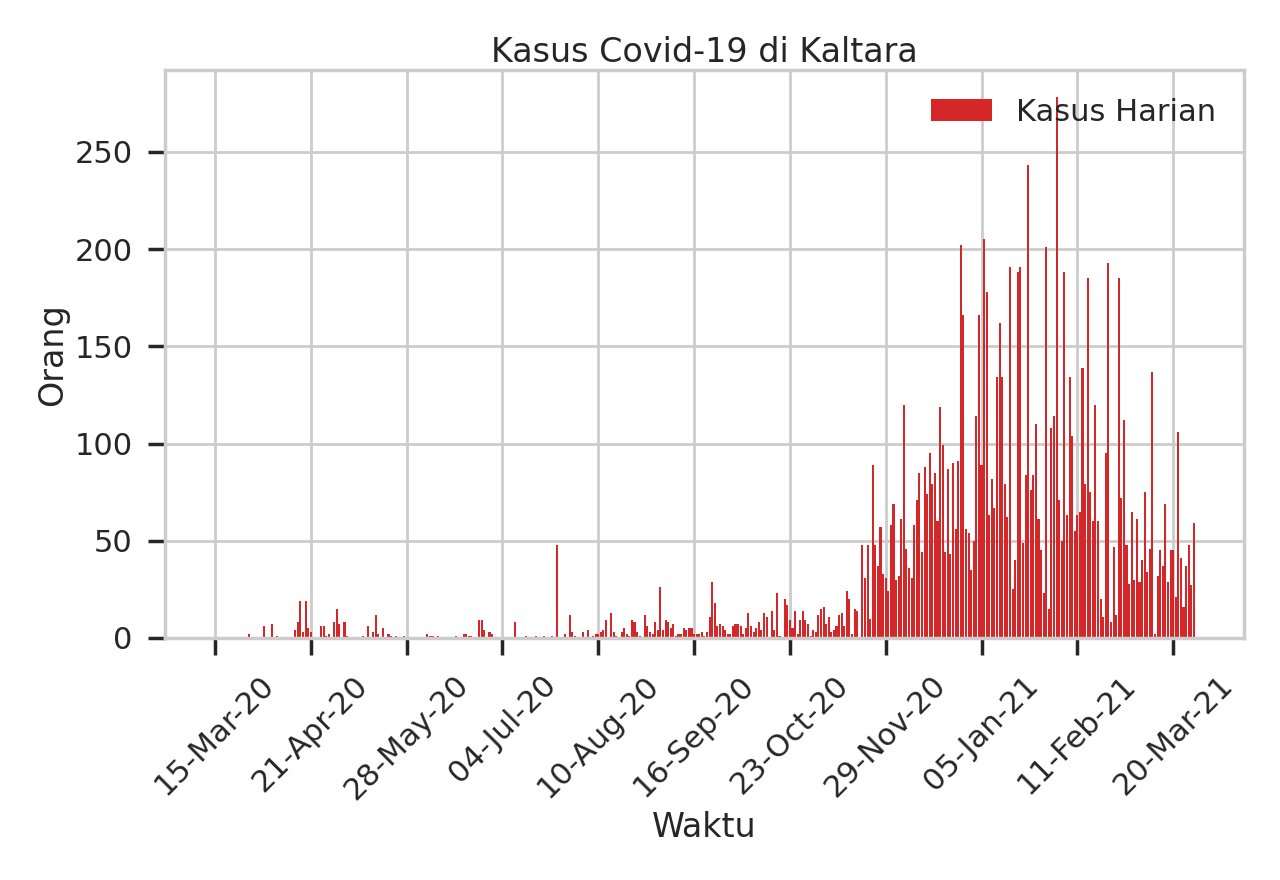 Kasus Covid-19 di Kaltara
Kasus Harian
250
200
150
100
50
0
Orang
15-Mar-20
21-Apr-20
28-May-20
04-Jul-20
10-Aug-20
16-Sep-20
23-Oct-20
29-Nov-20
05-Jan-21
11-Feb-21
20-Mar-21
Waktu